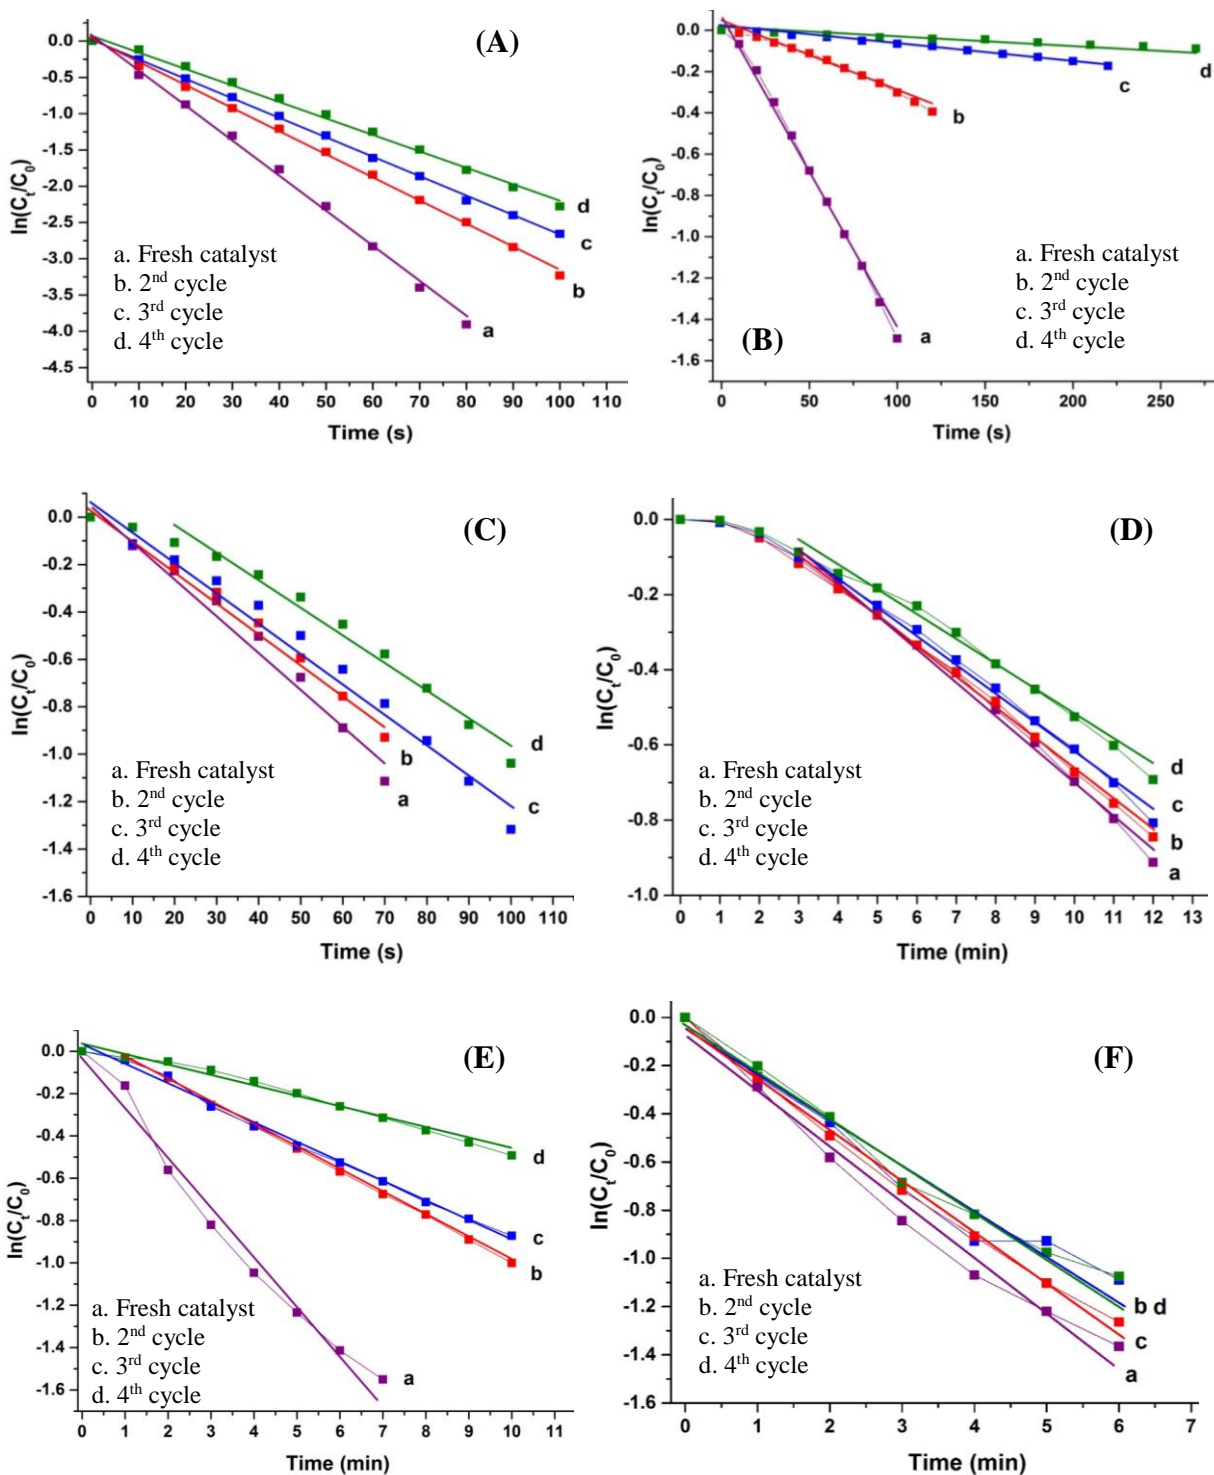 (A)
ln(Ct/C0)
0.0
-0.5
-1.0
-1.5
-2.0
-2.5
-3.0
-3.5
-4.0
-4.5
d
c
b
a
a. Fresh catalyst
b. 2nd cycle
c. 3rd cycle
d. 4th cycle
0 10 20 30 40 50 60 70 80 90 100 110
Time (s)
(B)
ln(Ct/C0)
0.0
-0.2
-0.4
-0.6
-0.8
-1.0
-1.2
-1.4
-1.6
d
c
b
a
a. Fresh catalyst
b. 2nd cycle
c. 3rd cycle
d. 4th cycle
0 50 100 150 200 250
Time (s)
(C)
ln(Ct/C0)
0.0
-0.2
-0.4
-0.6
-0.8
-1.0
-1.2
-1.4
-1.6
d
b
a
c
a. Fresh catalyst
b. 2nd cycle
c. 3rd cycle
d. 4th cycle
0 10 20 30 40 50 60 70 80 90 100 110
Time (s)
(D)
ln(Ct/C0)
0.0
-0.2
-0.4
-0.6
-0.8
-1.0
d
c
b
a
a. Fresh catalyst
b. 2nd cycle
c. 3rd cycle
d. 4th cycle
0 1 2 3 4 5 6 7 8 9 10 11 12 13
Time (min)
(E)
ln(Ct/C0)
0.0
-0.2
-0.4
-0.6
-0.8
-1.0
-1.2
-1.4
-1.6
d
c
b
a
a. Fresh catalyst
b. 2nd cycle
c. 3rd cycle
d. 4th cycle
0 1 2 3 4 5 6 7 8 9 10 11
Time (min)
(F)
ln(Ct/C0)
0.0
-0.2
-0.4
-0.6
-0.8
-1.0
-1.2
-1.4
-1.6
b d
c
a
a. Fresh catalyst
b. 2nd cycle
c. 3rd cycle
d. 4th cycle
0 1 2 3 4 5 6 7
Time (min)